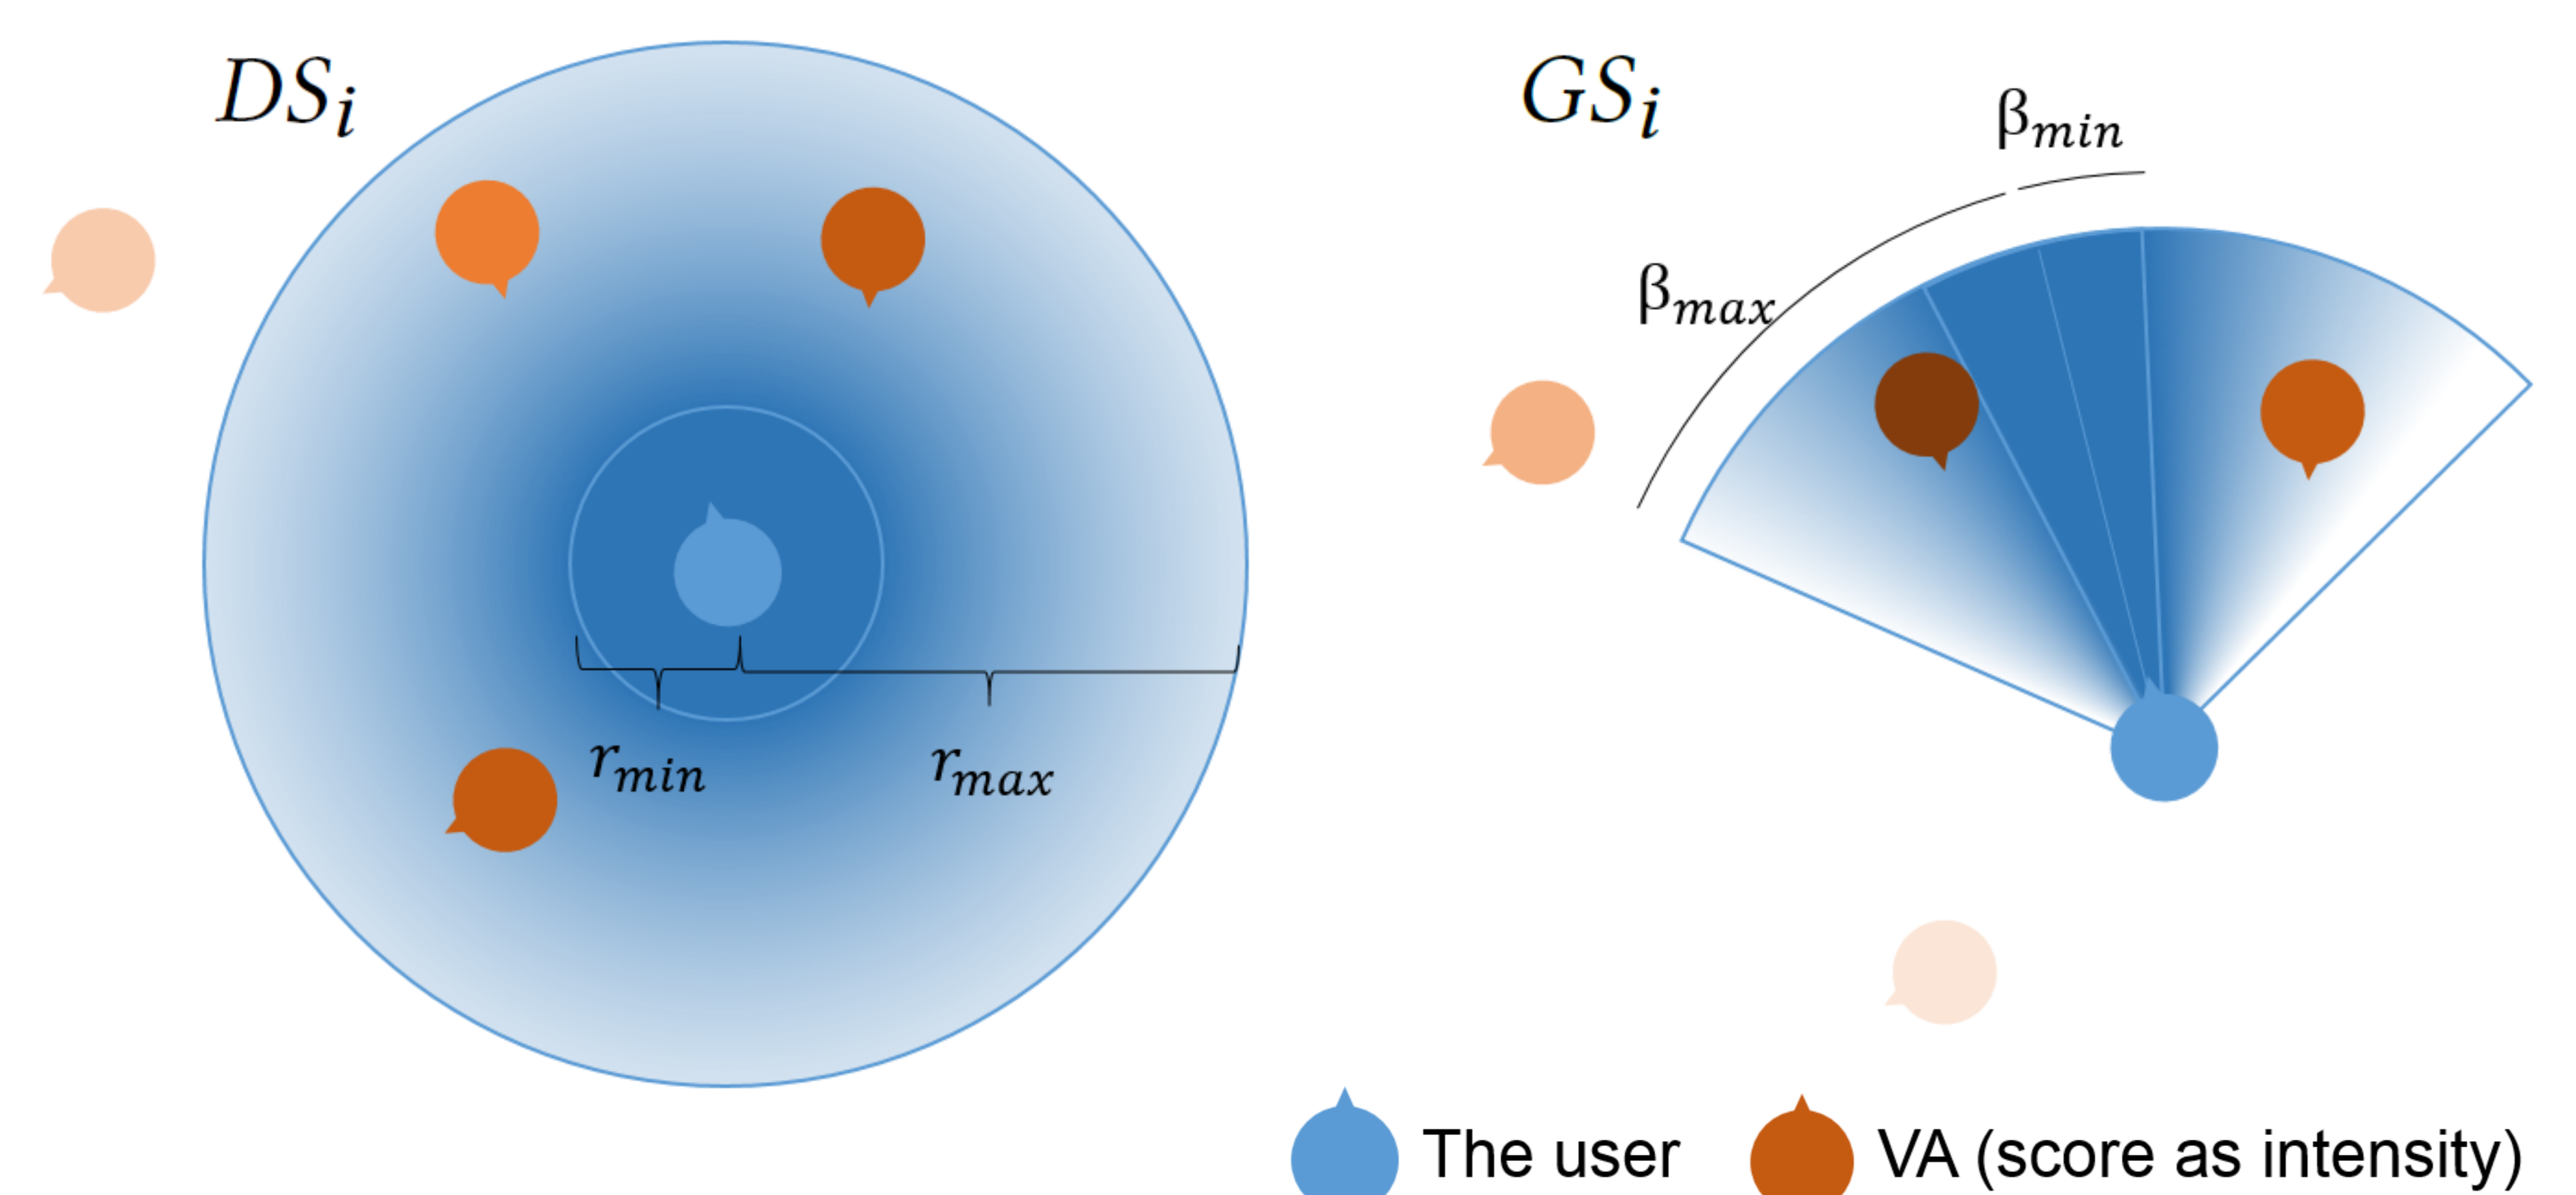 DSi
GSi
βmin
βmax
rmin
rmax
The user
VA (score as intensity)